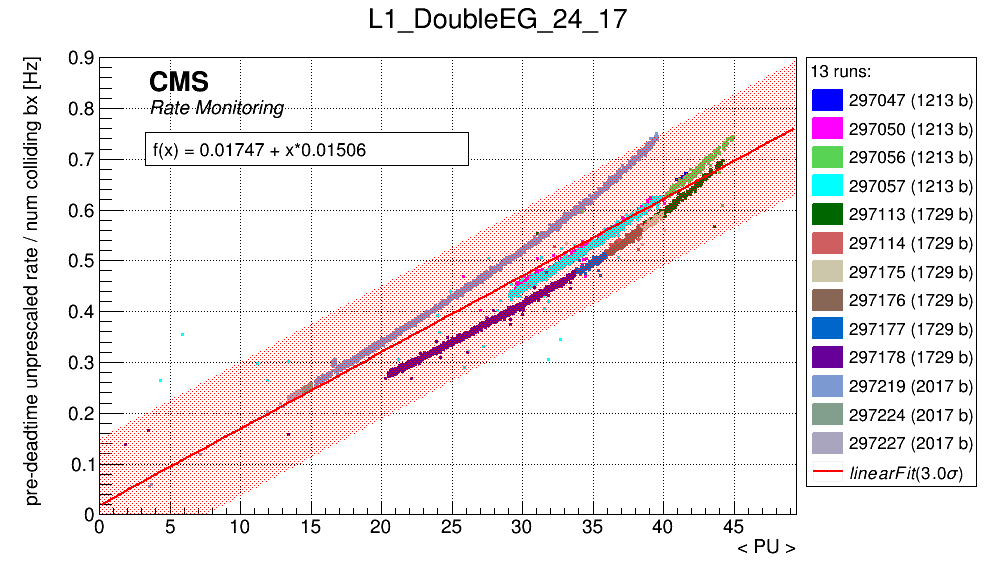 L1_DoubleEG_24_17
pre-deadtime unprescaled rate / num colliding bx [Hz]
0.9
0.8
0.7
0.6
0.5
0.4
0.3
0.2
0.1
0
CMS
Rate Monitoring
f(x) = 0.01747 + x*0.01506
0 5 10 15 20 25 30 35 40 45
< PU >
13 runs:
297047 (1213 b)
297050 (1213 b)
297056 (1213 b)
297057 (1213 b)
297113 (1729 b)
297114 (1729 b)
297175 (1729 b)
297176 (1729 b)
297177 (1729 b)
297178 (1729 b)
297219 (2017 b)
297224 (2017 b)
297227 (2017 b)
linearFit(3.0σ)